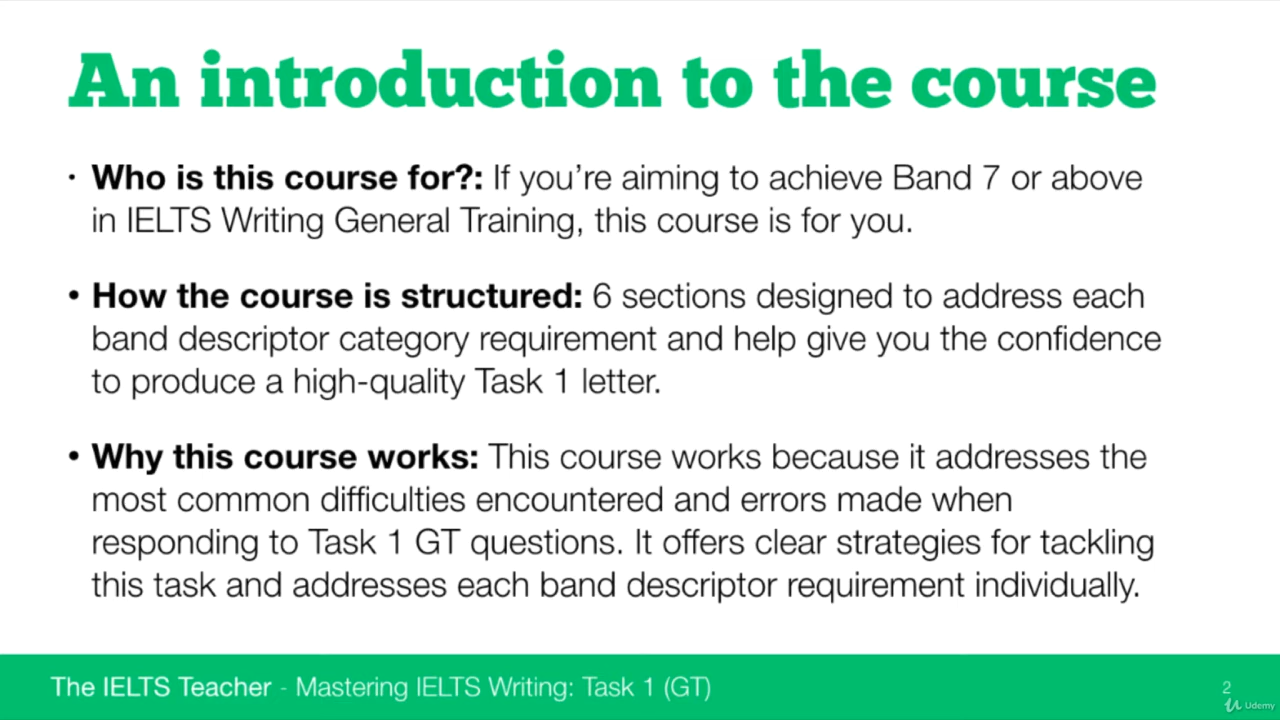 An introduction to the course
• Who is this course for?: If you’re aiming to achieve Band 7 or above
in IELTS Writing General Training, this course is for you.
• How the course is structured: 6 sections designed to address each
band descriptor category requirement and help give you the confidence
to produce a high-quality Task 1 letter.
• Why this course works: This course works because it addresses the
most common difficulties encountered and errors made when
responding to Task 1 GT questions. It offers clear strategies for tackling
this task and addresses each band descriptor requirement individually.
The IELTS Teacher - Mastering IELTS Writing: Task 1 (GT)
2
Udemy